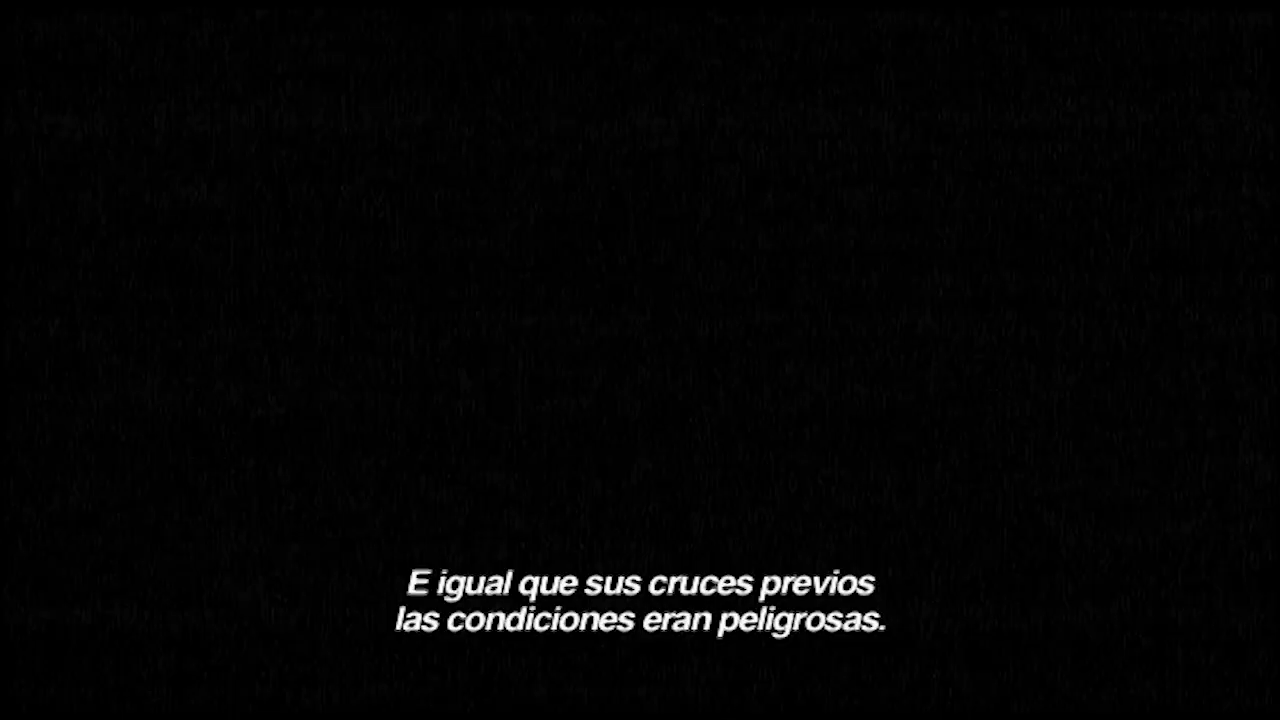 E igual que sus cruces previos
las condiciones eran peligrosas.